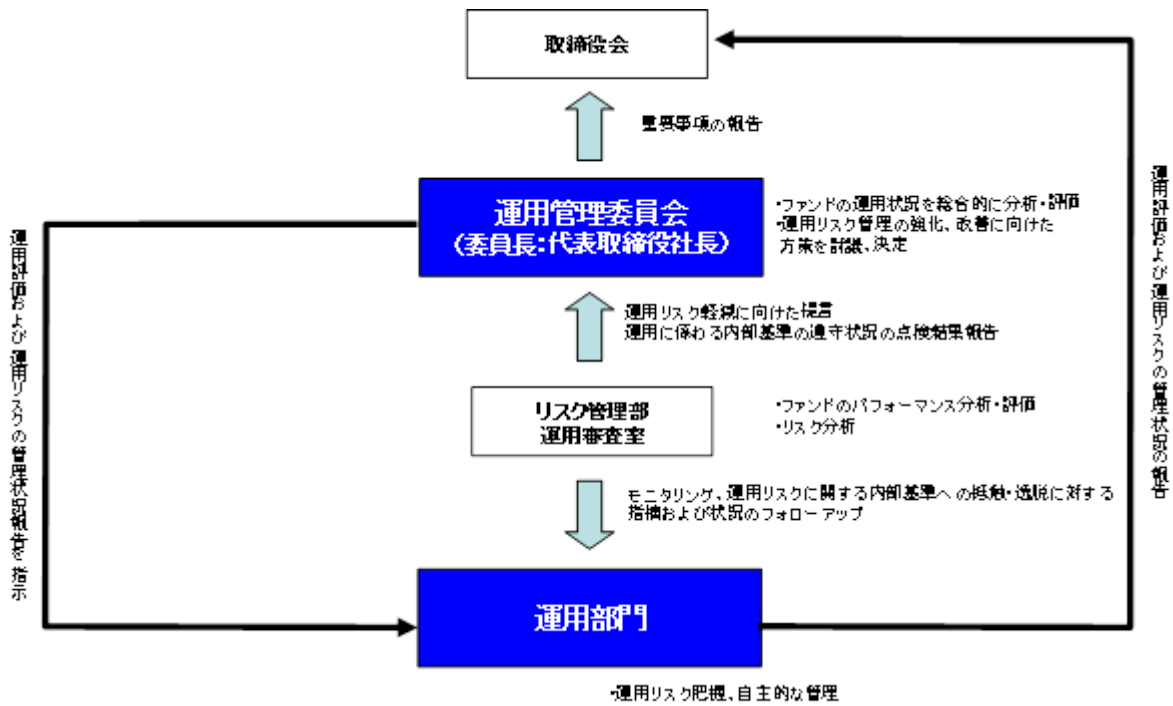 取締役会
重要事項の報告
運用管理委員会
(委員長:代表取締役社長)
・ファンドの運用状況を総合的に分析・評価
・運用リスク管理の強化、改善に向けた
方策を討議、決定
運用リスク軽減に向けた提言
運用に係わる内部基準の遵守状況の点検結果報告
リスク管理部
運用審査室
・ファンドのパフォーマンス分析・評価
・リスク分析
モニタリング、運用リスクに関する内部基準への抵触・逸脱に対する
指摘および状況のフォローアップ
運用部門
・運用リスク把握、自主的な管理
運用評価および運用リスクの管理状況報告を指示
運用評価および運用リスクの管理状況の報告